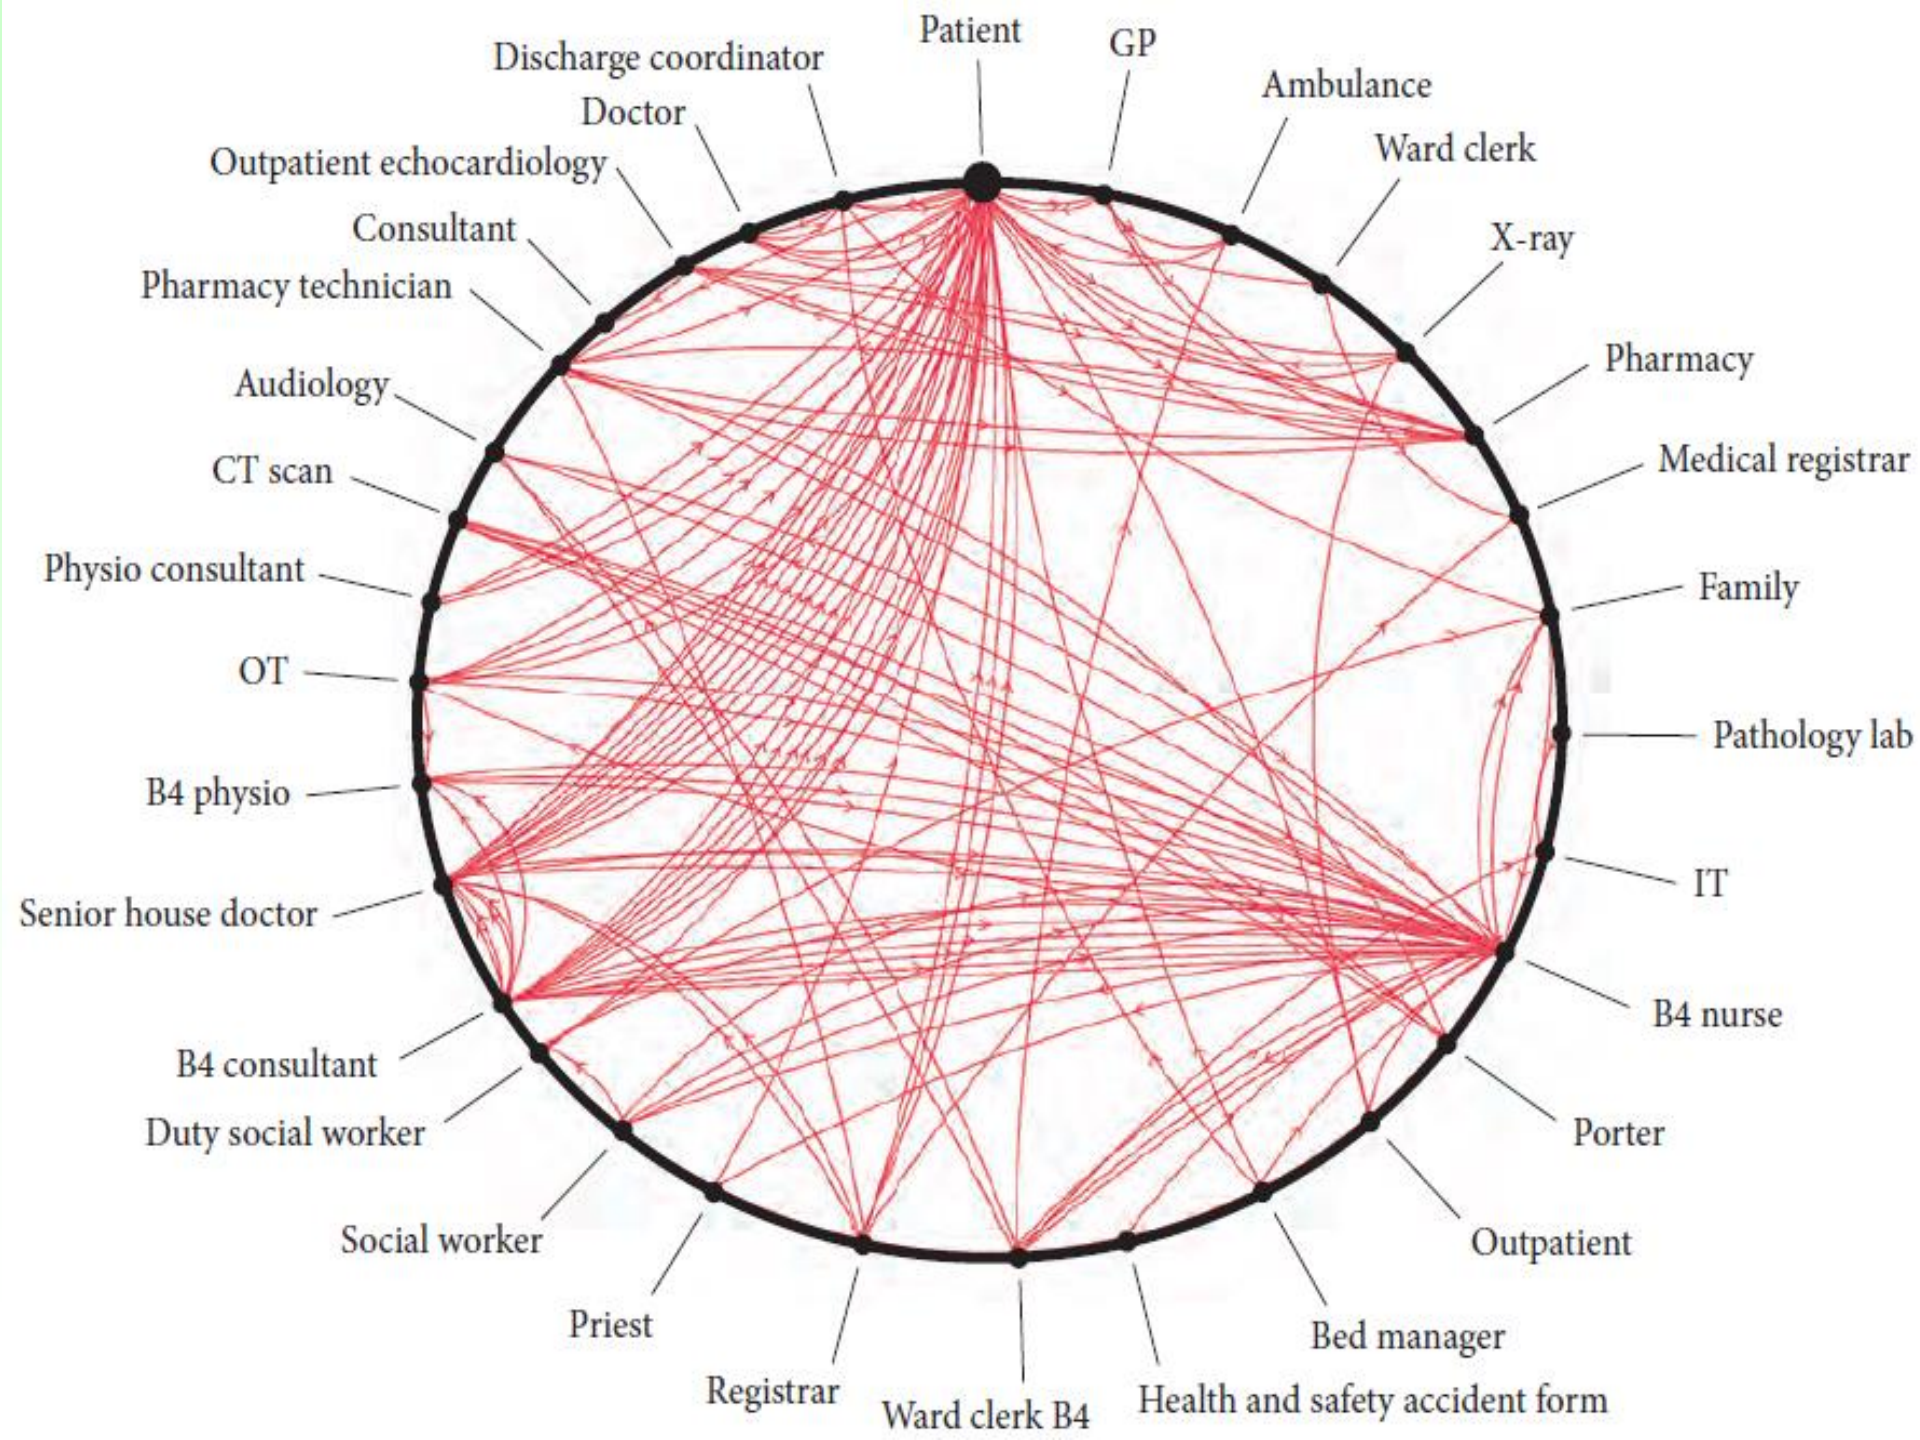 Patient
GP
Ambulance
Ward clerk
X-ray
Pharmacy
Medical registrar
Family
Pathology lab
IT
B4 nurse
Porter
Outpatient
Bed manager
Health and safety accident form
Ward clerk B4
Registrar
Priest
Social worker
Duty social worker
B4 consultant
Senior house doctor
B4 physio
OT
Physio consultant
CT scan
Audiology
Pharmacy technician
Consultant
Outpatient echocardiology
Doctor
Discharge coordinator